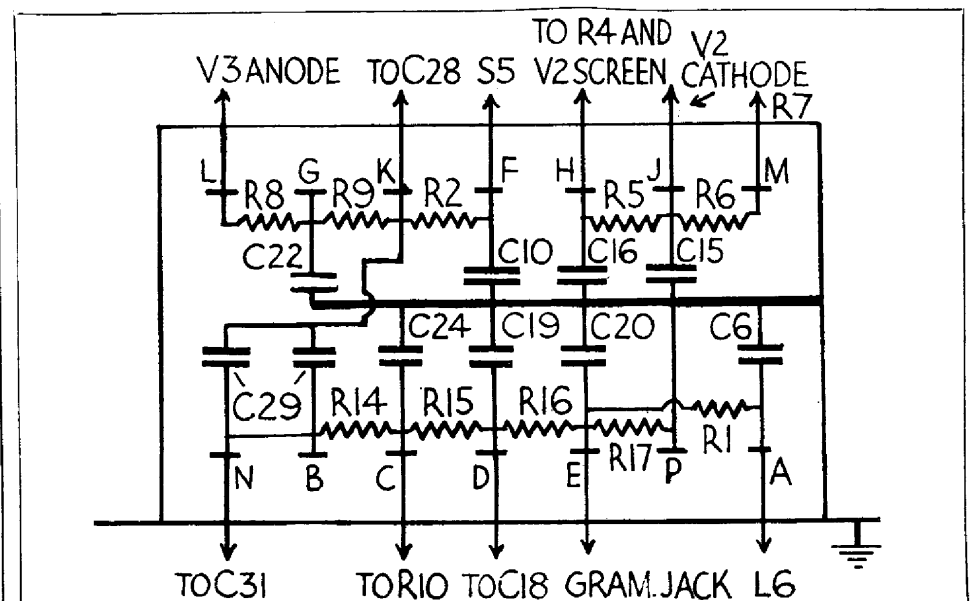 TO R4 AND V2
V3 ANODE TO C28 S5 V2 SCREEN CATHODE
R7
L G K F H J M
R8 R9 R2 R5 R6
C22 C10 C16 C15
C24 C19 C20 C6
C29 R14 R15 R16 R1
R17
N B C D E P A
TO C31 TO R10 TO C18 GRAM. JACK L6